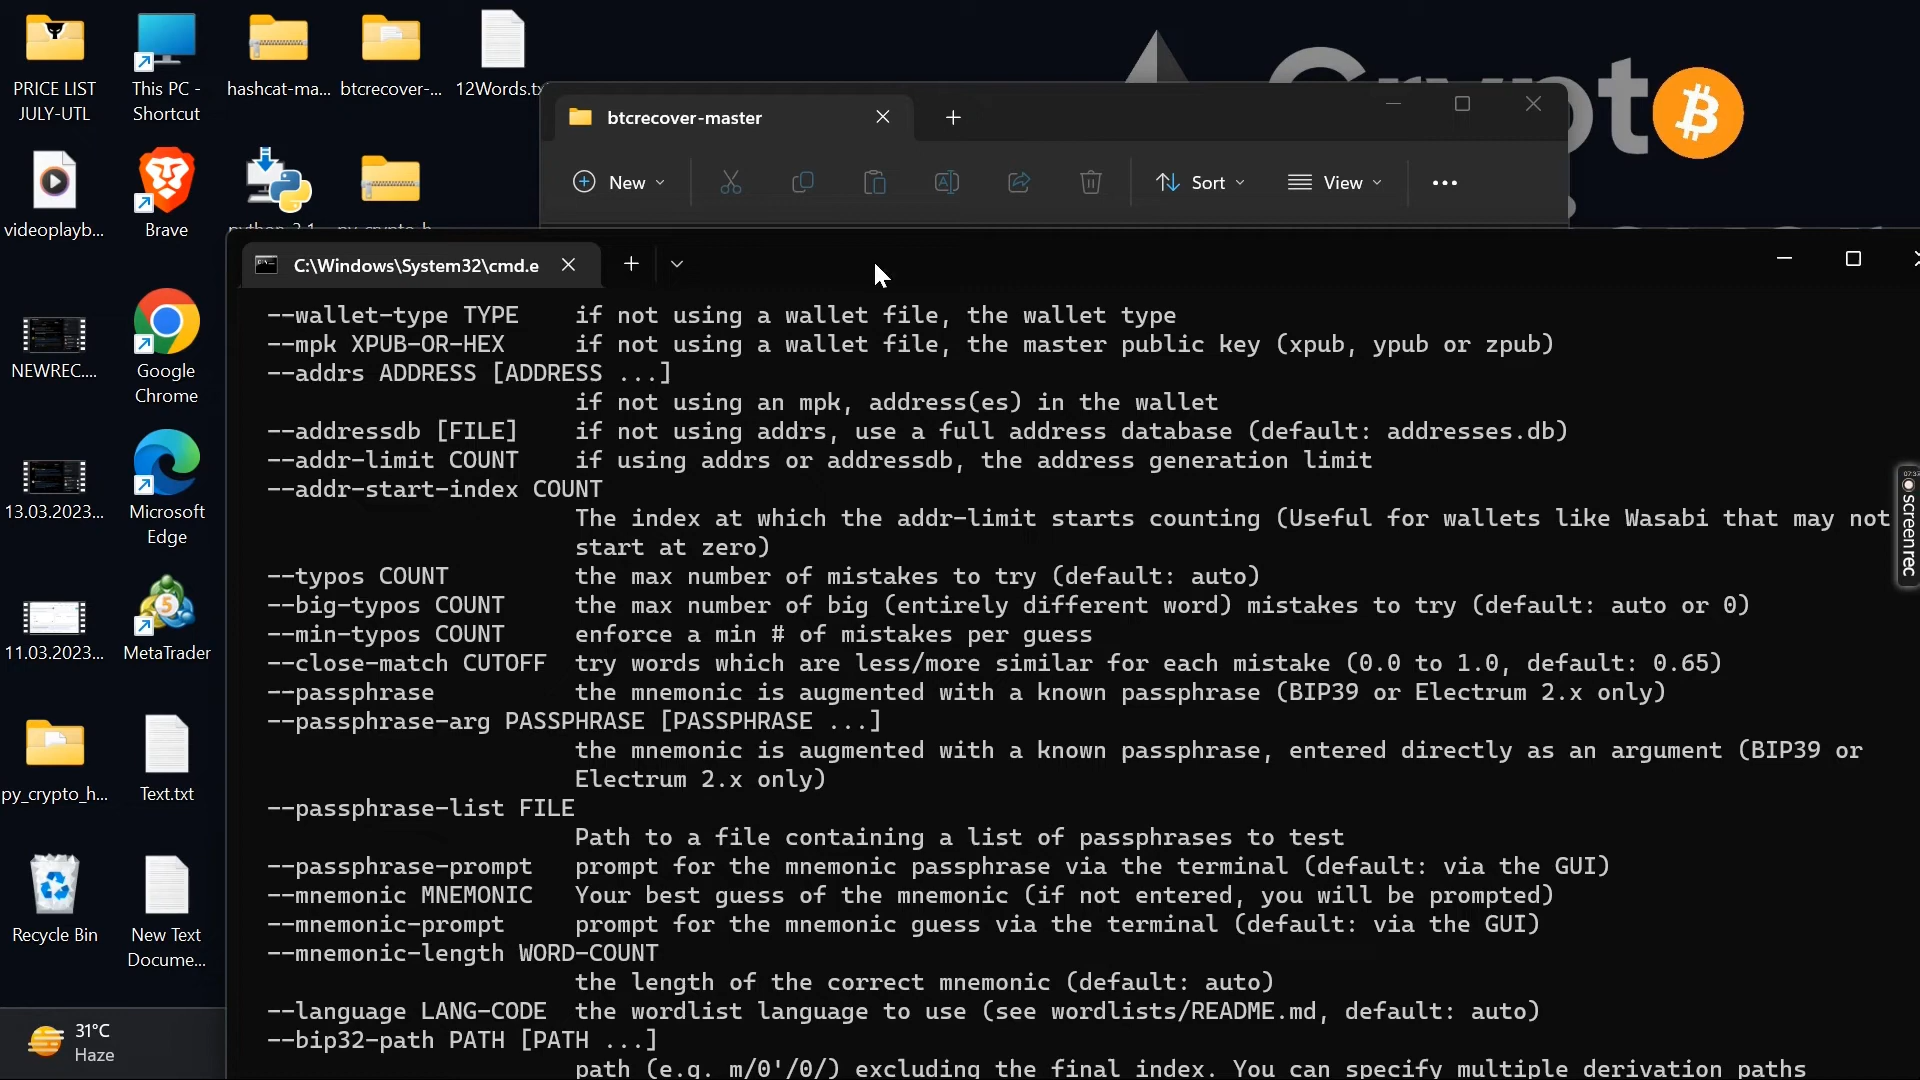 PRICE LIST
JULY-UTL
This PC -
Shortcut
hashcat-ma...
btcrecover-...
12Words.tx
videoplayb...
Brave
NEWREC....
Google
Chrome
13.03.2023...
Microsoft
Edge
11.03.2023...
MetaTrader
py_crypto_h...
Text.txt
Recycle Bin
New Text
Docume...
31°C
Haze
btcrecover-master
New
Sort
View
C:\Windows\System32\cmd.e
--wallet-type TYPE    if not using a wallet file, the wallet type
--mpk XPUB-OR-HEX     if not using a wallet file, the master public key (xpub, ypub or zpub)
--addrs ADDRESS [ADDRESS ...]
if not using an mpk, address(es) in the wallet
--addressdb [FILE]    if not using addrs, use a full address database (default: addresses.db)
--addr-limit COUNT    if using addrs or addressdb, the address generation limit
--addr-start-index COUNT
The index at which the addr-limit starts counting (Useful for wallets like Wasabi that may not
start at zero)
--typos COUNT         the max number of mistakes to try (default: auto)
--big-typos COUNT     the max number of big (entirely different word) mistakes to try (default: auto or 0)
--min-typos COUNT     enforce a min # of mistakes per guess
--close-match CUTOFF  try words which are less/more similar for each mistake (0.0 to 1.0, default: 0.65)
--passphrase          the mnemonic is augmented with a known passphrase (BIP39 or Electrum 2.x only)
--passphrase-arg PASSPHRASE [PASSPHRASE ...]
the mnemonic is augmented with a known passphrase, entered directly as an argument (BIP39 or
Electrum 2.x only)
--passphrase-list FILE
Path to a file containing a list of passphrases to test
--passphrase-prompt   prompt for the mnemonic passphrase via the terminal (default: via the GUI)
--mnemonic MNEMONIC   Your best guess of the mnemonic (if not entered, you will be prompted)
--mnemonic-prompt     prompt for the mnemonic guess via the terminal (default: via the GUI)
--mnemonic-length WORD-COUNT
the length of the correct mnemonic (default: auto)
--language LANG-CODE  the wordlist language to use (see wordlists/README.md, default: auto)
--bip32-path PATH [PATH ...]
path (e.g. m/0'/0/) excluding the final index. You can specify multiple derivation paths
screenrec